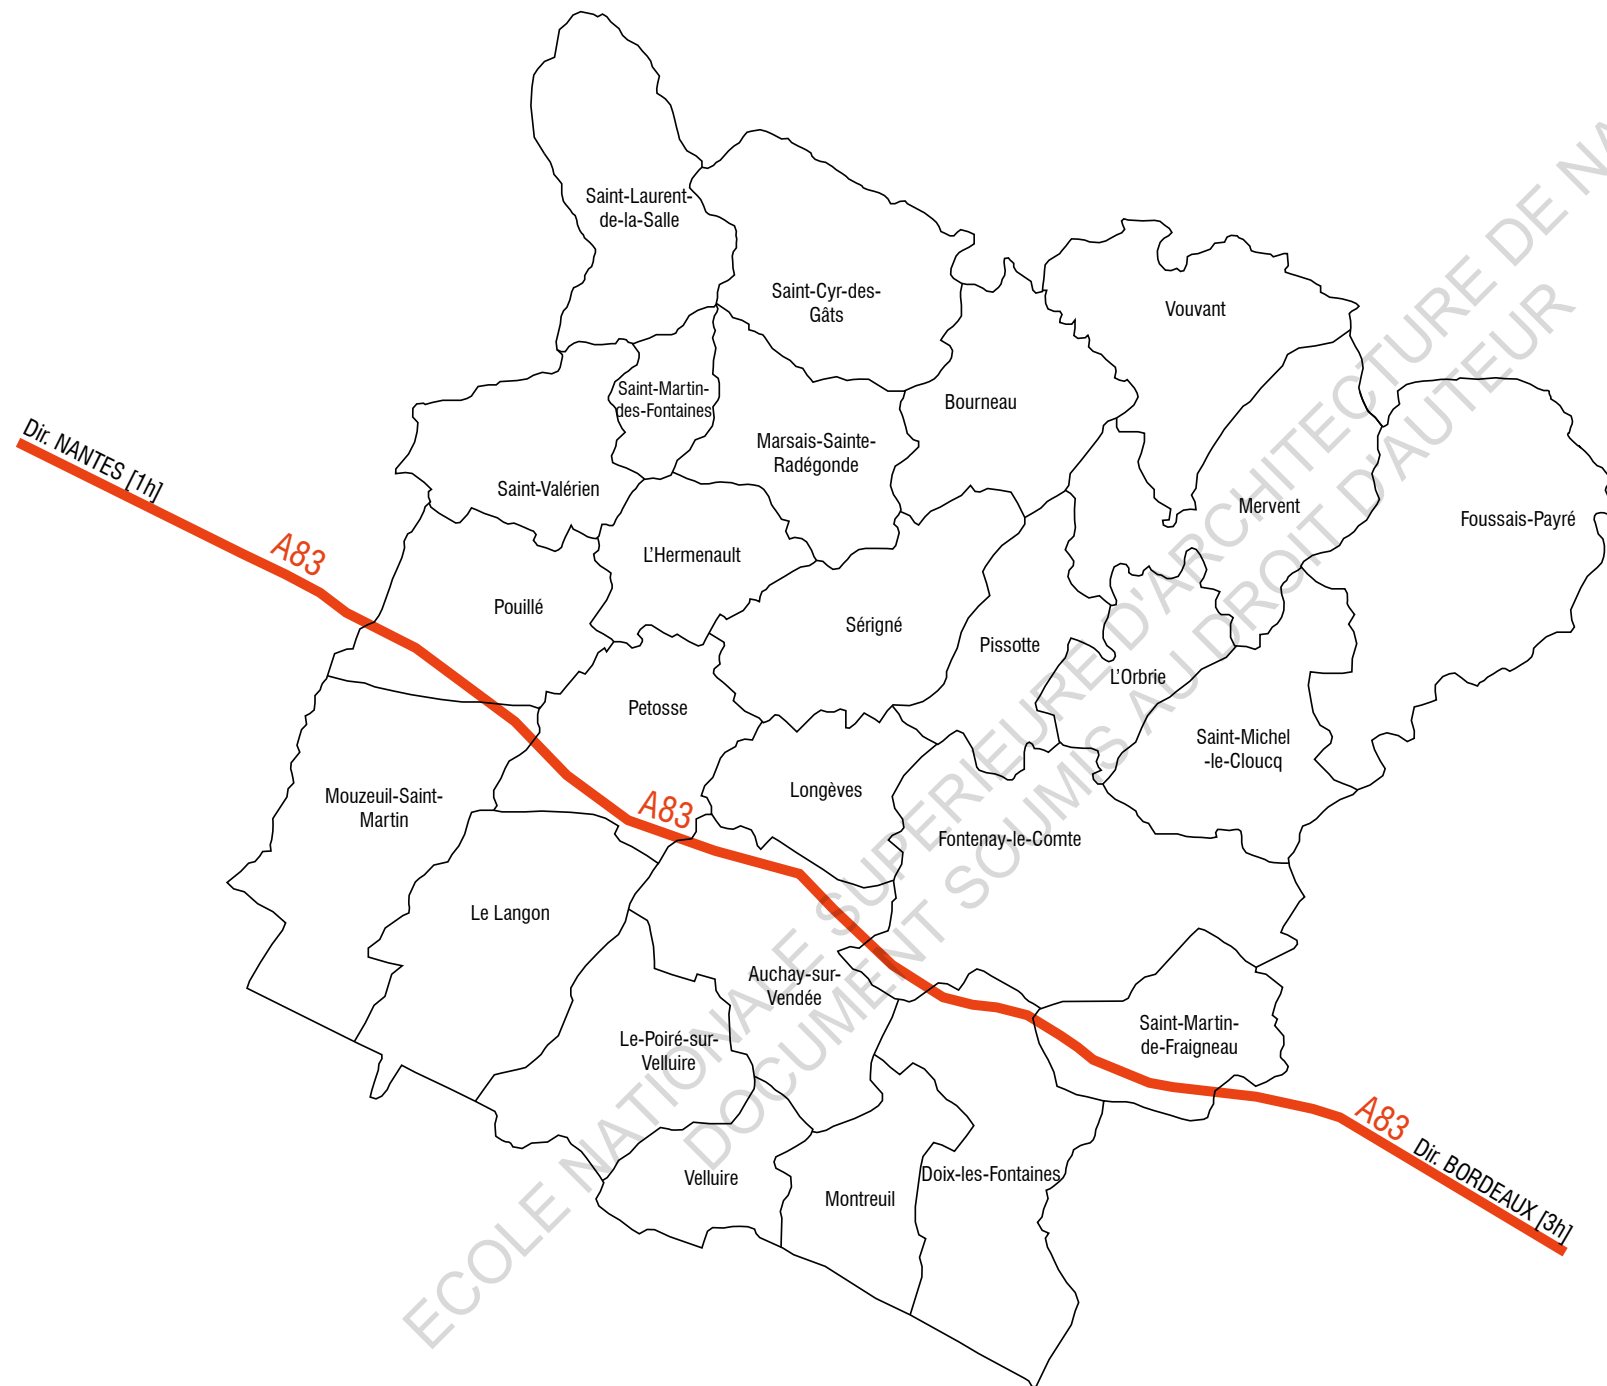 Saint-Laurent-
de-la-Salle
Saint-Cyr-des-
Gâts
Vouvant
Saint-Martin-
des-Fontaines
Bourneau
Marsais-Sainte-
Radégonde
Dir. NANTES [1h]
A83
Saint-Valérien
Mervent
Foussais-Payré
L'Hermenault
Pouillé
Sérigné
Pissotte
L'Orbrie
Petosse
Saint-Michel
-le-Cloucq
Mouzeuil-Saint-
Martin
Longèves
A83
Fontenay-le-Comte
Le Langon
Auchay-sur-
Vendée
Saint-Martin-
de-Fraigneau
Le-Poiré-sur-
Velluire
A83
Dir. BORDEAUX [3h]
Velluire
Montreuil
Doix-les-Fontaines
ECOLE NATIONALE SUPERIEURE D'ARCHITECTURE DE NA
DOCUMENT SOUMIS AU DROIT D'AUTEUR